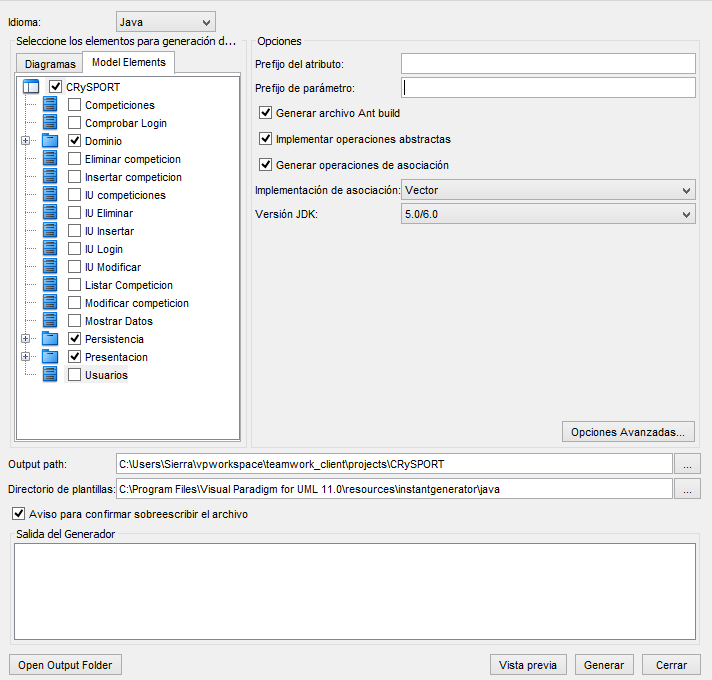 Idioma: Java
Seleccione los elementos para generación d...
Diagramas Model Elements
CRySPORT
Competiciones
Comprobar Login
Dominio
Eliminar competicion
Insertar competicion
IU competiciones
IU Eliminar
IU Insertar
IU Login
IU Modificar
Listar Competicion
Modificar competicion
Mostrar Datos
Persistencia
Presentacion
Usuarios
Opciones
Prefijo del atributo:
Prefijo de parámetro:
Generar archivo Ant build
Implementar operaciones abstractas
Generar operaciones de asociación
Implementación de asociación: Vector
Versión JDK: 5.0/6.0
Opciones Avanzadas...
Output path: C:\Users\Sierra\vpworkspace\teamwork_client\projects\CRySPORT ...
Directorio de plantillas: C:\Program Files\Visual Paradigm for UML 11.0\resources\instantgenerator\java ...
Aviso para confirmar sobreescribir el archivo
Salida del Generador
Open Output Folder Vista previa Generar Cerrar